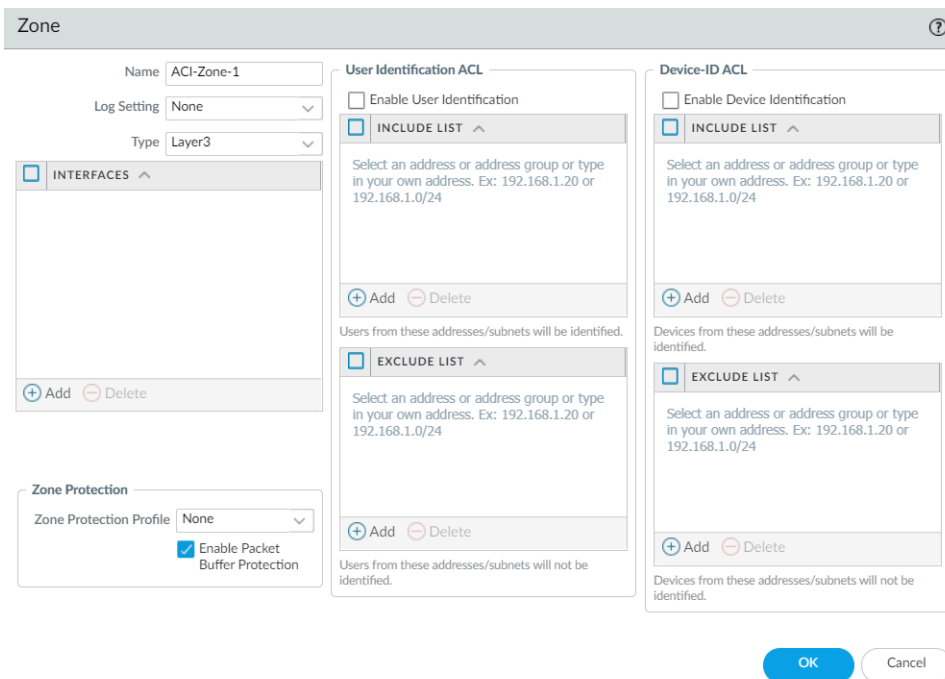 Zone
Name ACI-Zone-1
Log Setting None
Type Layer3
INTERFACES
Add Delete
Zone Protection
Zone Protection Profile None
Enable Packet
Buffer Protection
User Identification ACL
Enable User Identification
INCLUDE LIST
Select an address or address group or type
in your own address. Ex: 192.168.1.20 or
192.168.1.0/24
Add Delete
Users from these addresses/subnets will be identified.
EXCLUDE LIST
Select an address or address group or type
in your own address. Ex: 192.168.1.20 or
192.168.1.0/24
Add Delete
Users from these addresses/subnets will not be
identified.
Device-ID ACL
Enable Device Identification
INCLUDE LIST
Select an address or address group or type
in your own address. Ex: 192.168.1.20 or
192.168.1.0/24
Add Delete
Devices from these addresses/subnets will be
identified.
EXCLUDE LIST
Select an address or address group or type
in your own address. Ex: 192.168.1.20 or
192.168.1.0/24
Add Delete
Devices from these addresses/subnets will not be
identified.
OK
Cancel